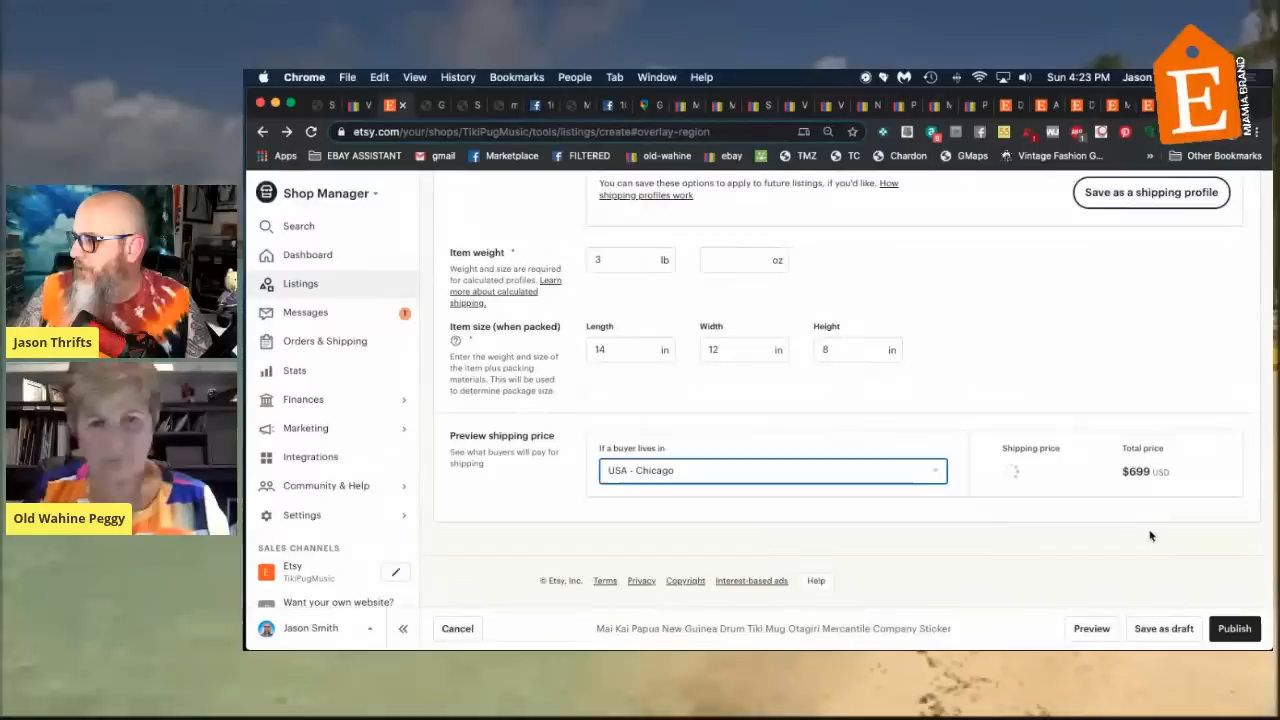 Chrome File Edit View History Bookmarks People Tab Window Help Sun 4:23 PM Jason
etsy.com/your/shops/TikiPugMusic/tools/listings/create#overlay-region
Apps EBAY ASSISTANT gmail Marketplace FILTERED old-wahine ebay TMZ TC Chardon GMaps Vintage Fashion G... » Other Bookmarks
E
MIAMIA.BRAND
Shop Manager
Search
Dashboard
Listings
Messages 1
Orders & Shipping
Stats
Finances
Marketing
Integrations
Community & Help
Settings
SALES CHANNELS
Etsy
TikiPugMusic
Want your own website?
Jason Smith
You can save these options to apply to future listings, if you'd like. How
shipping profiles work
Save as a shipping profile
Item weight *
Weight and size are required
for calculated profiles. Learn
more about calculated
shipping.
3 lb oz
Item size (when packed)
*
Enter the weight and size of
the item plus packing
materials. This will be used
to determine package size
Length Width Height
14 in 12 in 8 in
Preview shipping price
See what buyers will pay for
shipping
If a buyer lives in
USA - Chicago
Shipping price
Total price
$699 USD
© Etsy, Inc. Terms Privacy Copyright Interest-based ads Help
Cancel Mai Kai Papua New Guinea Drum Tiki Mug Otagiri Mercantile Company Sticker Preview Save as draft Publish
Jason Thrifts
Old Wahine Peggy